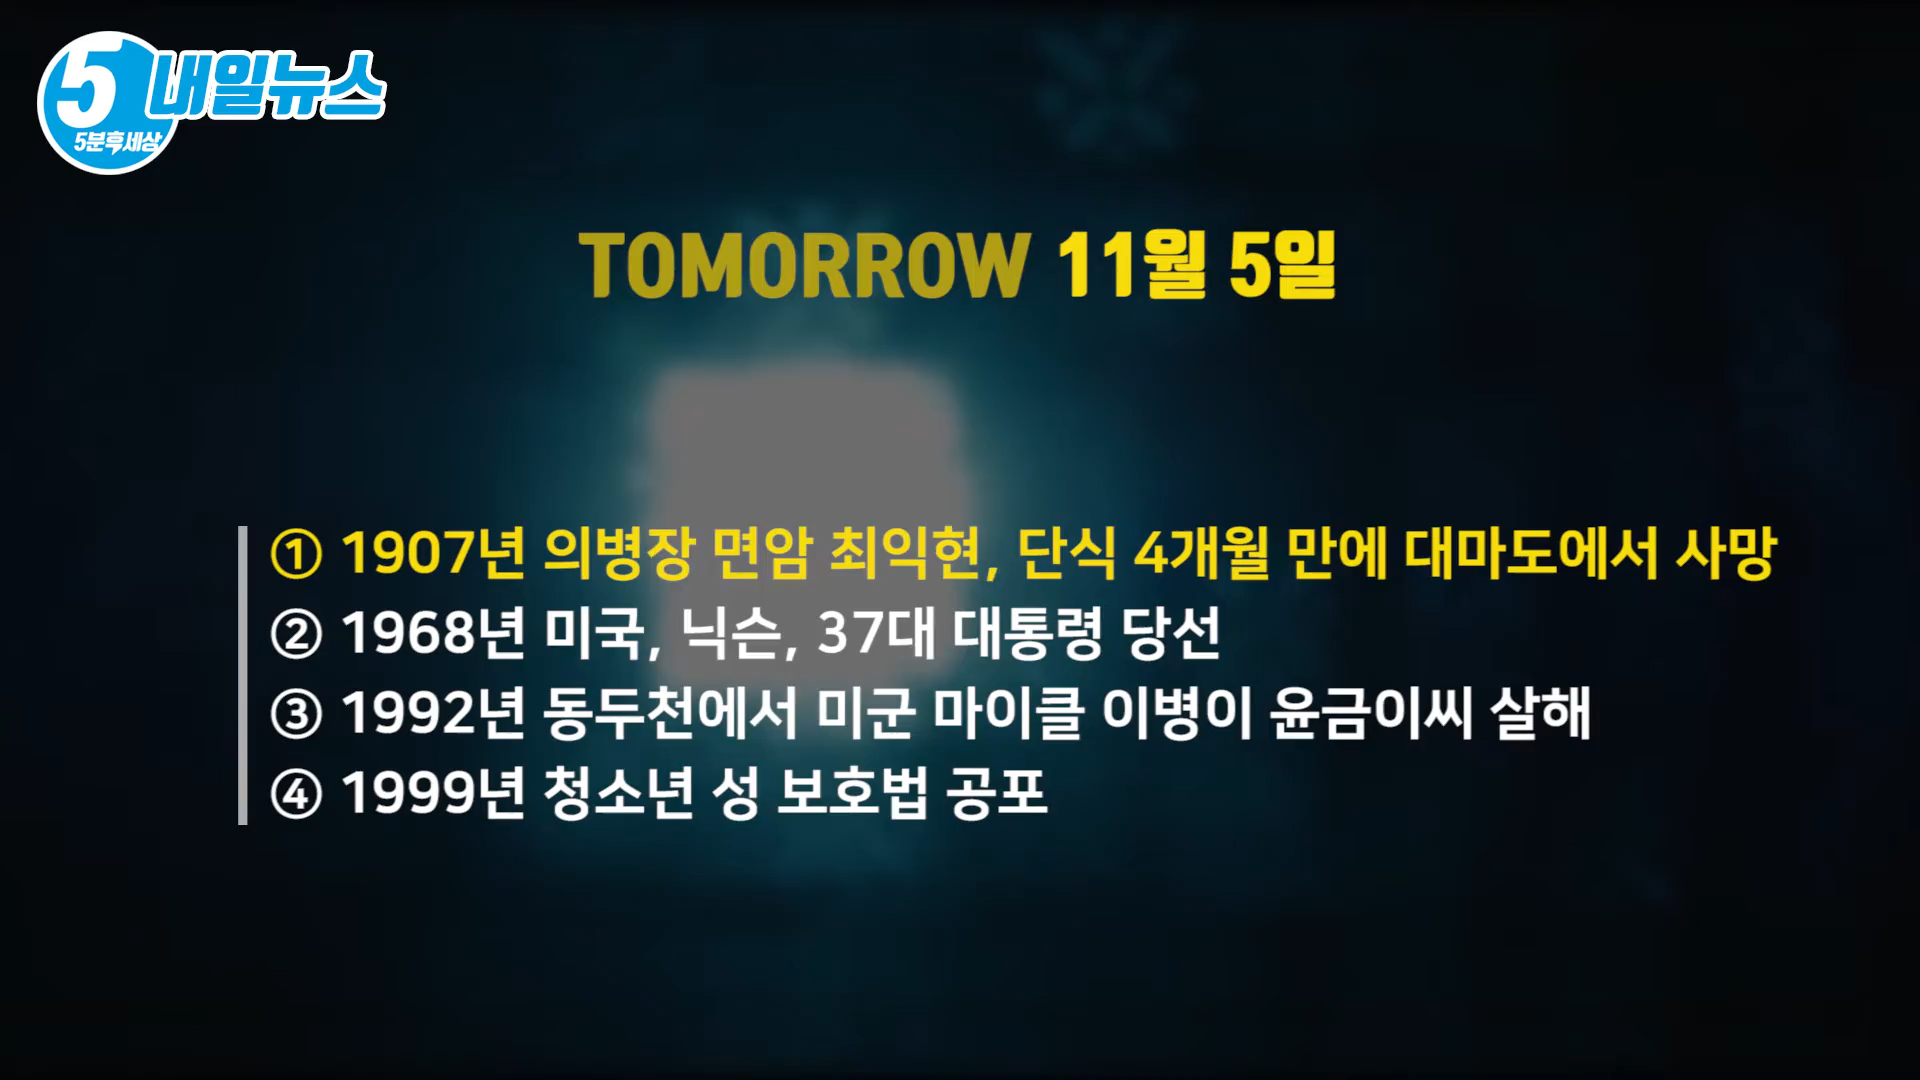 5 내일뉴스
5분후세상
TOMORROW 11월 5일
① 1907년 의병장 면암 최익현, 단식 4개월 만에 대마도에서 사망
② 1968년 미국, 닉슨, 37대 대통령 당선
③ 1992년 동두천에서 미군 마이클 이병이 윤금이씨 살해
④ 1999년 청소년 성 보호법 공포